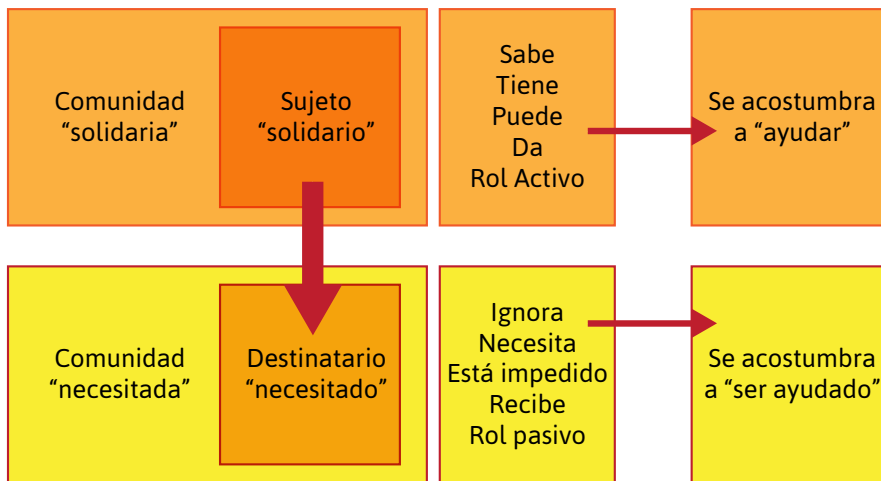 Comunidad
“solidaria”
Sujeto
“solidario”
Sabe
Tiene
Puede
Da
Rol Activo
Se acostumbra
a “ayudar”
Comunidad
“necesitada”
Destinatario
“necesitado”
Ignora
Necesita
Está impedido
Recibe
Rol pasivo
Se acostumbra
a “ser ayudado”